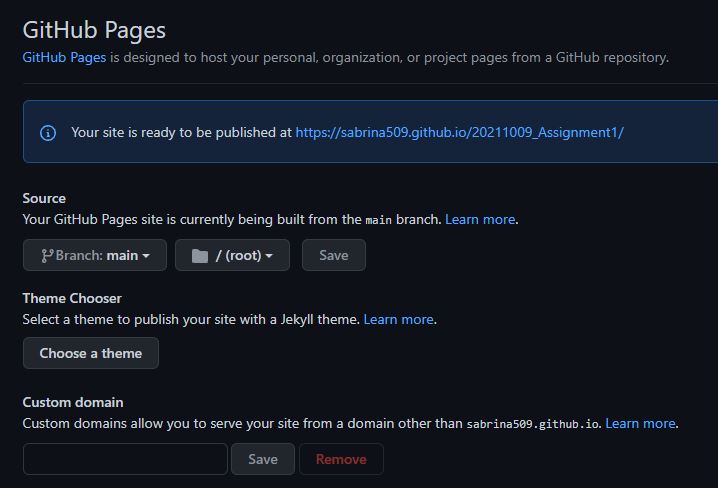 GitHub Pages
GitHub Pages is designed to host your personal, organization, or project pages from a GitHub repository.
Your site is ready to be published at https://sabrina509.github.io/20211009_Assignment1/
Source
Your GitHub Pages site is currently being built from the main branch. Learn more.
Branch: main / (root) Save
Theme Chooser
Select a theme to publish your site with a Jekyll theme. Learn more.
Choose a theme
Custom domain
Custom domains allow you to serve your site from a domain other than sabrina509.github.io. Learn more.
Save Remove